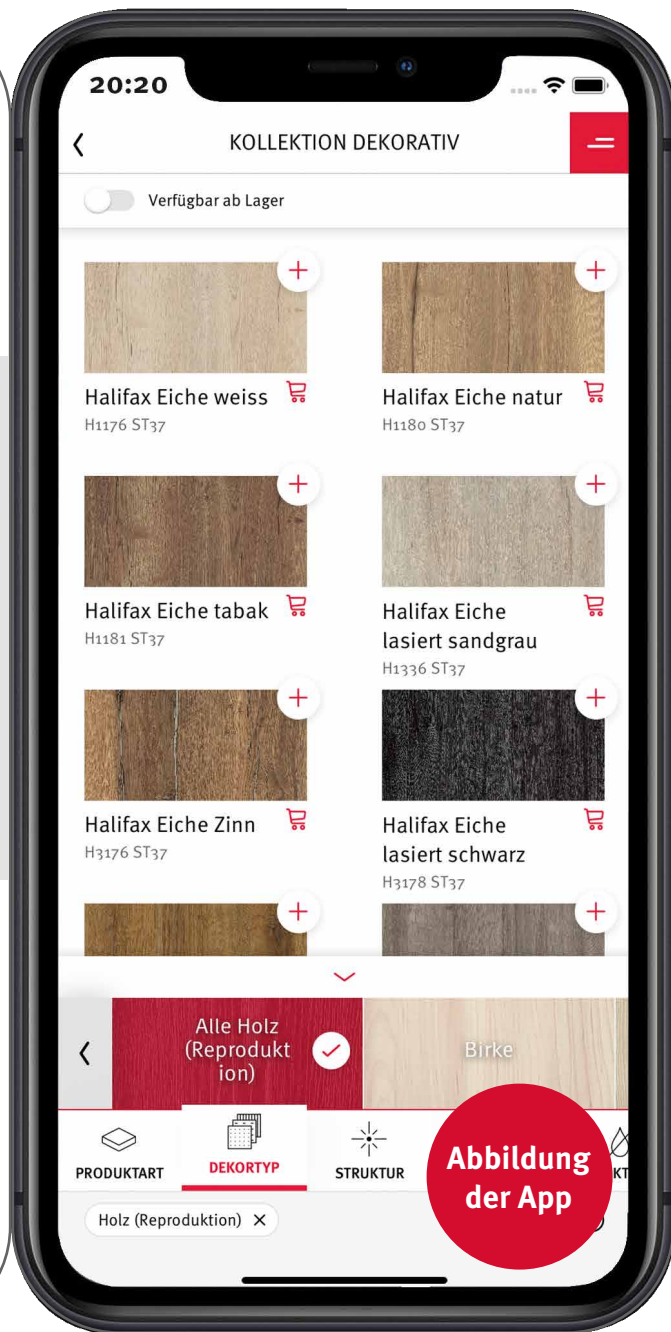 20:20
KOLLEKTION DEKORATIV
Verfügbar ab Lager
Halifax Eiche weiss
H1176 ST37
Halifax Eiche natur
H1180 ST37
Halifax Eiche tabak
H1181 ST37
Halifax Eiche
lasiert sandgrau
H1336 ST37
Halifax Eiche Zinn
H3176 ST37
Halifax Eiche
lasiert schwarz
H3178 ST37
Alle Holz
(Reprodukt
ion)
Birke
PRODUKTART
DEKORTYP
STRUKTUR
KT
Abbildung
der App
Holz (Reproduktion)